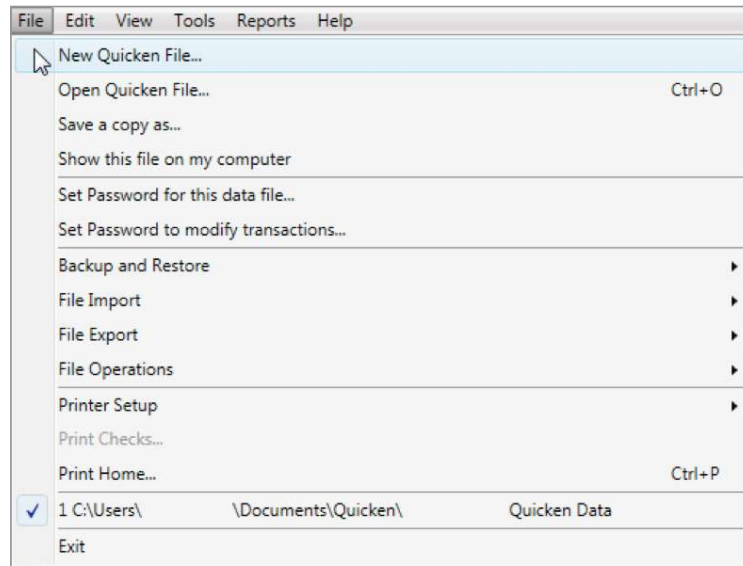 File Edit View Tools Reports Help
New Quicken File...
Open Quicken File... Ctrl+O
Save a copy as...
Show this file on my computer
Set Password for this data file...
Set Password to modify transactions...
Backup and Restore
File Import
File Export
File Operations
Printer Setup
Print Checks...
Print Home... Ctrl+P
1 C:\Users\ \Documents\Quicken\ Quicken Data
Exit